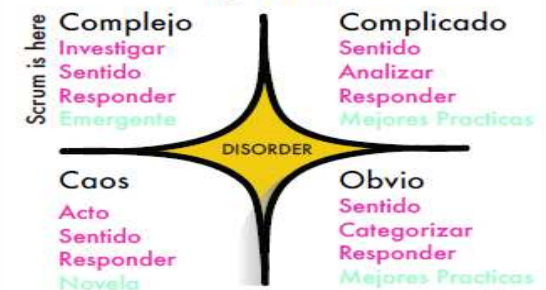 Scrum is here
Complejo
Investigar
Sentido
Responder
Emergente
Complicado
Sentido
Analizar
Responder
Mejores Practicas
DISORDER
Caos
Acto
Sentido
Responder
Novela
Obvio
Sentido
Categorizar
Responder
Mejores Practicas